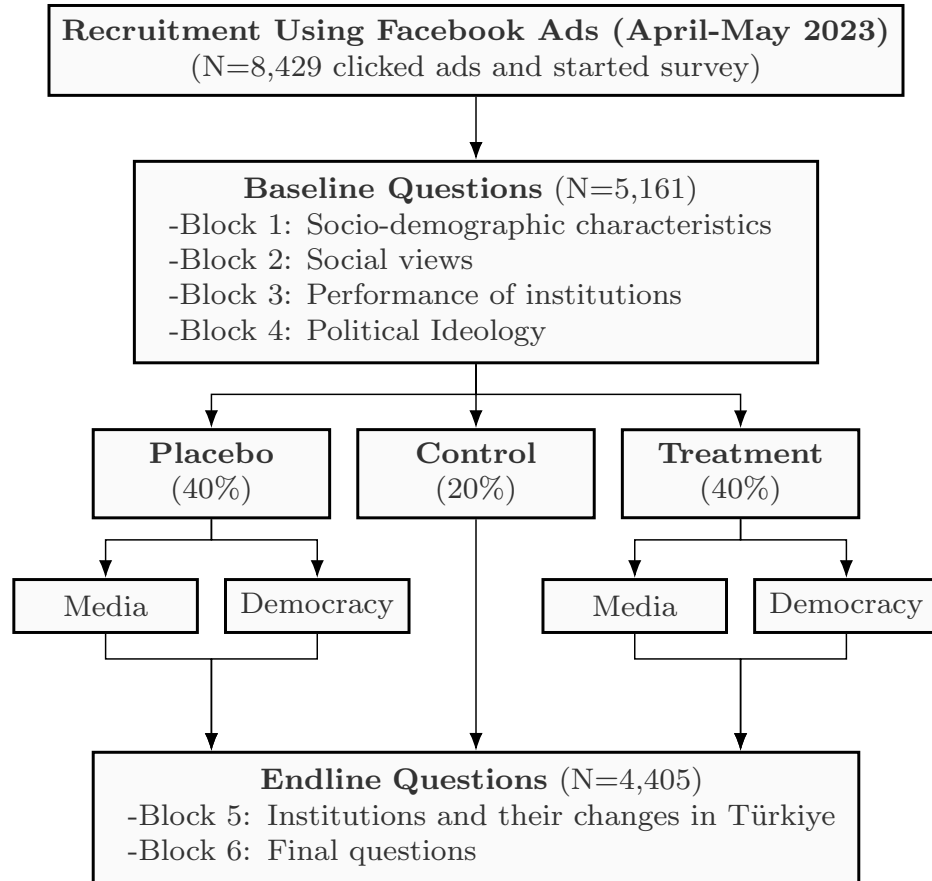 Recruitment Using Facebook Ads (April-May 2023)
(N=8,429 clicked ads and started survey)
Baseline Questions (N=5,161)
-Block 1: Socio-demographic characteristics
-Block 2: Social views
-Block 3: Performance of institutions
-Block 4: Political Ideology
Placebo
(40%)
Control
(20%)
Treatment
(40%)
Media
Democracy
Media
Democracy
Endline Questions (N=4,405)
-Block 5: Institutions and their changes in Türkiye
-Block 6: Final questions